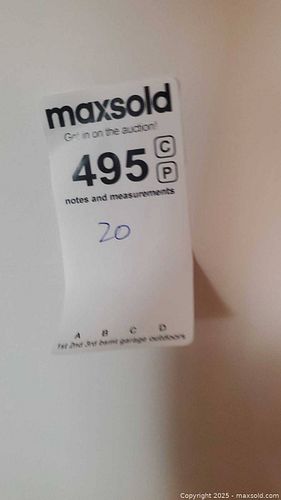 maxsold
Get in on the auction!
495 C
P
notes and measurements
20
A B C D
1st 2nd 3rd bsmt garage outdoors
Copyright 2025 - maxsold.com